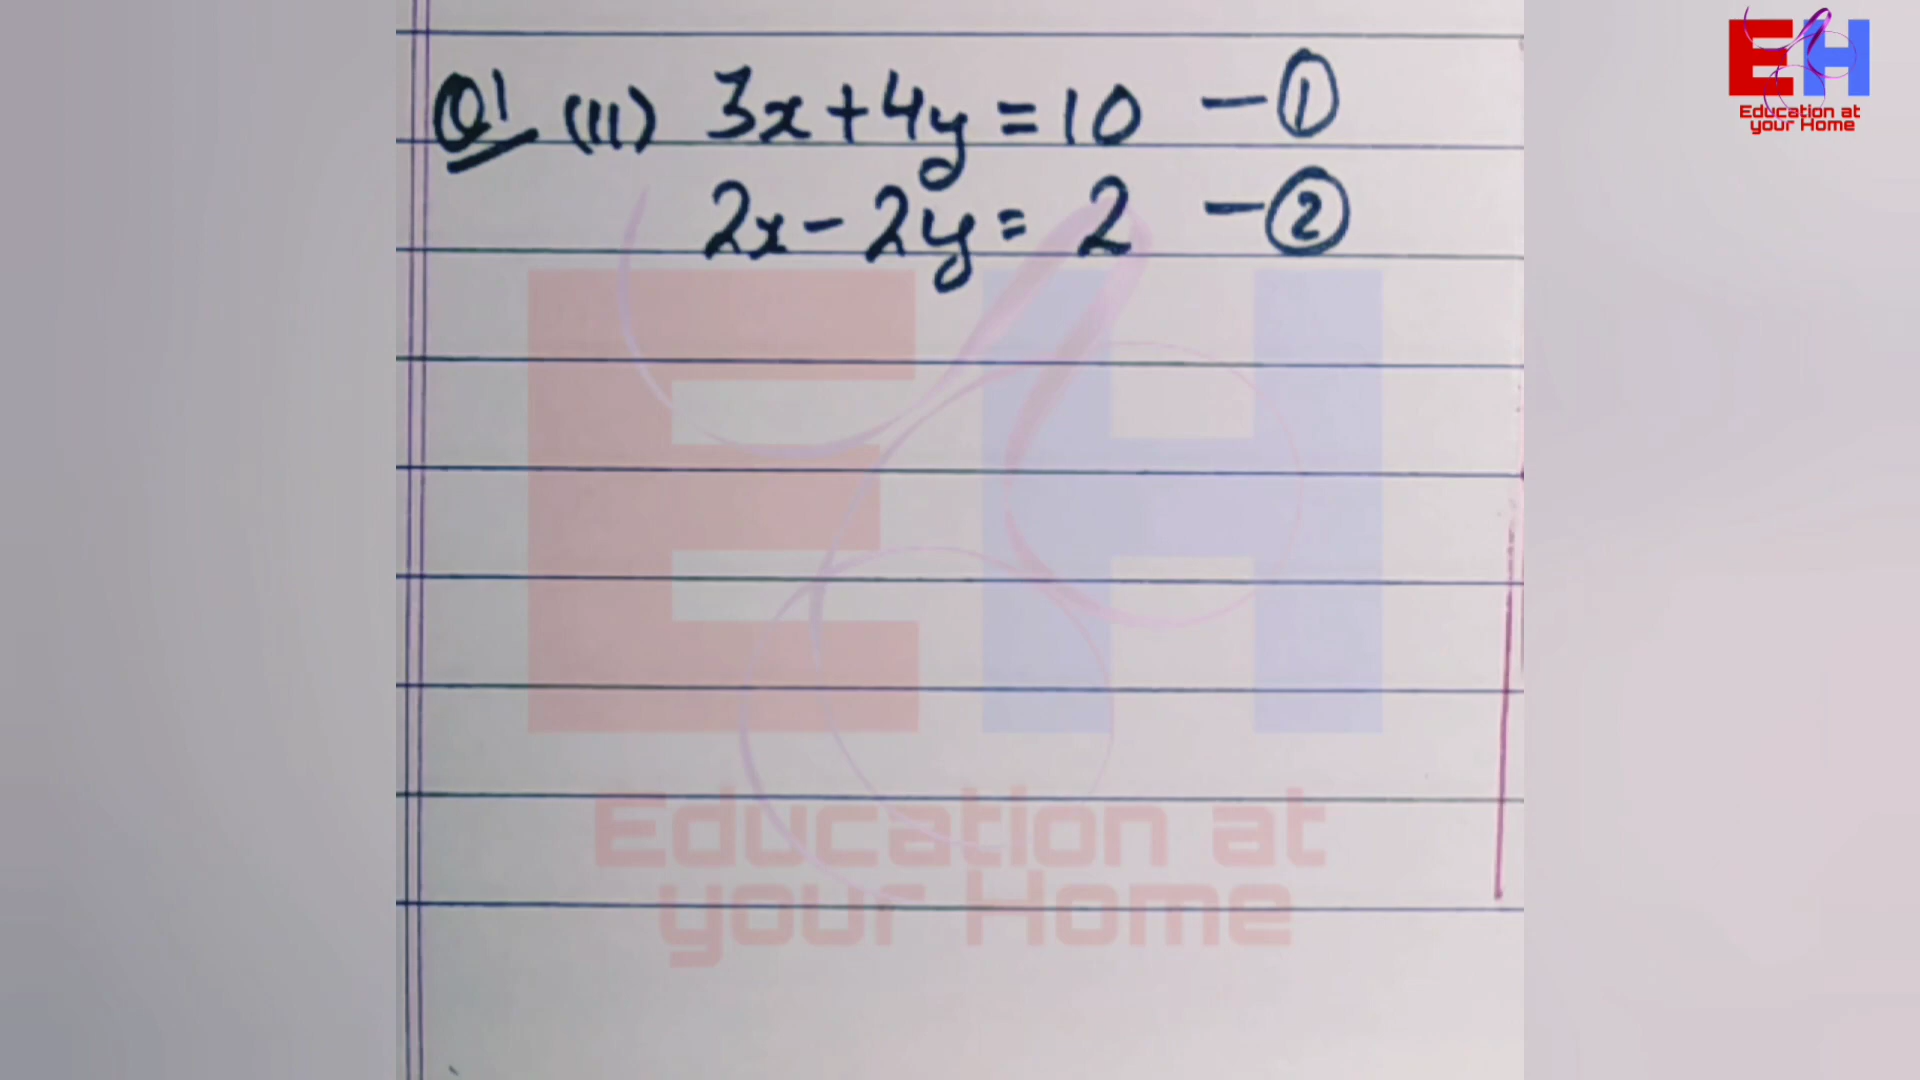 EH
Education at
your Home
Q1 (ii) 3x+4y=10 —①
2x-2y= 2 —②
EH
Education at
your Home